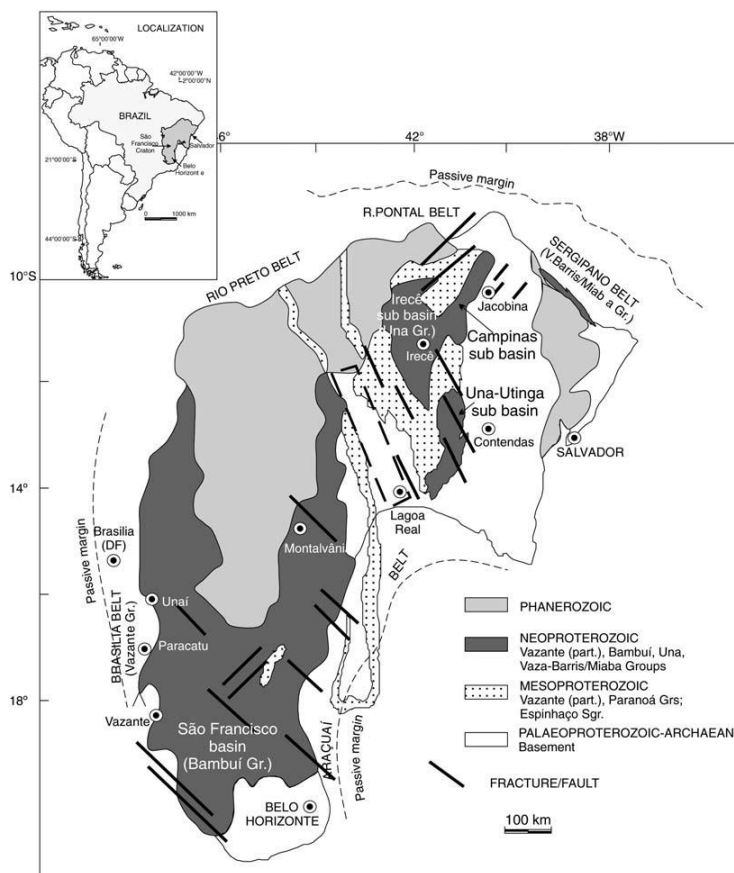 LOCALIZATION
65°00'00"W
42°00'00"W
2°00'00"N
BRAZIL
São
Francisco
Craton
Salvador
Belo
Horizont e
21°00'00"S
0 1000 km
44°00'00"S
6°
42°
38°W
Passive margin
R.PONTAL BELT
10°S
RIO PRETO BELT
SERGIPANO BELT
(V.Barris/Miab a Gr.)
Jacobina
Irecê
sub basin
(Una Gr.)
Irecê
Campinas
sub basin
Una-Utinga
sub basin
Contendas
SALVADOR
14°
Lagoa
Real
Brasilia
(DF)
Montalvâni
Passive margin
BRASILIA BELT
(Vazante Gr.)
Unaí
Paracatu
BELT
ARAÇUAÍ
Passive margin
18°
Vazante
São Francisco
basin
(Bambuí Gr.)
BELO
HORIZONTE
PHANEROZOIC
NEOPROTEROZOIC
Vazante (part.), Bambuí, Una,
Vaza-Barris/Miaba Groups
MESOPROTEROZOIC
Vazante (part.), Paranoá Grs;
Espinhaço Sgr.
PALAEOPROTEROZOIC-ARCHAEAN
Basement
FRACTURE/FAULT
100 km